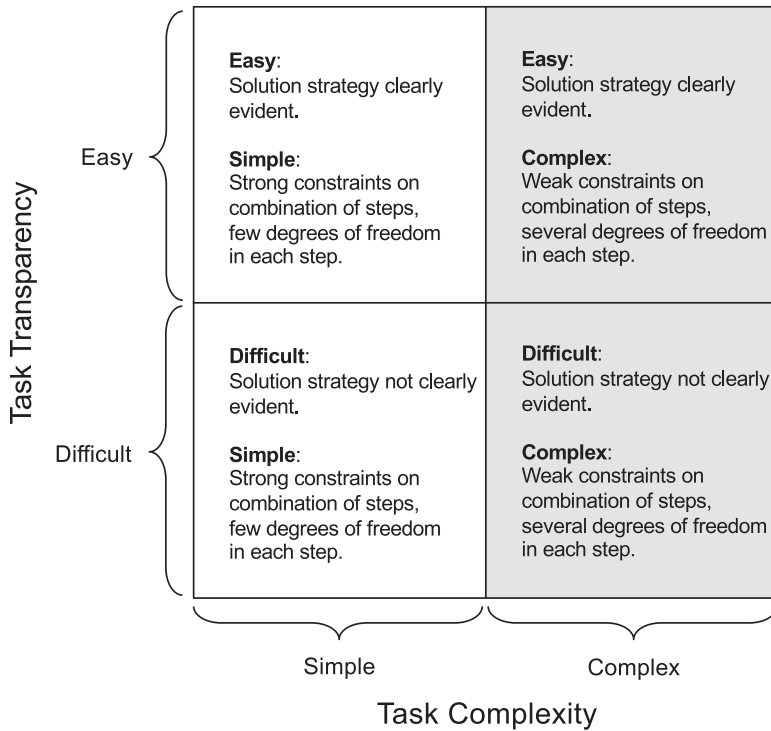 Task Transparency
Easy
Easy:
Solution strategy clearly
evident.
Simple:
Strong constraints on
combination of steps,
few degrees of freedom
in each step.
Easy:
Solution strategy clearly
evident.
Complex:
Weak constraints on
combination of steps,
several degrees of freedom
in each step.
Difficult
Difficult:
Solution strategy not clearly
evident.
Simple:
Strong constraints on
combination of steps,
few degrees of freedom
in each step.
Difficult:
Solution strategy not clearly
evident.
Complex:
Weak constraints on
combination of steps,
several degrees of freedom
in each step.
Simple
Complex
Task Complexity